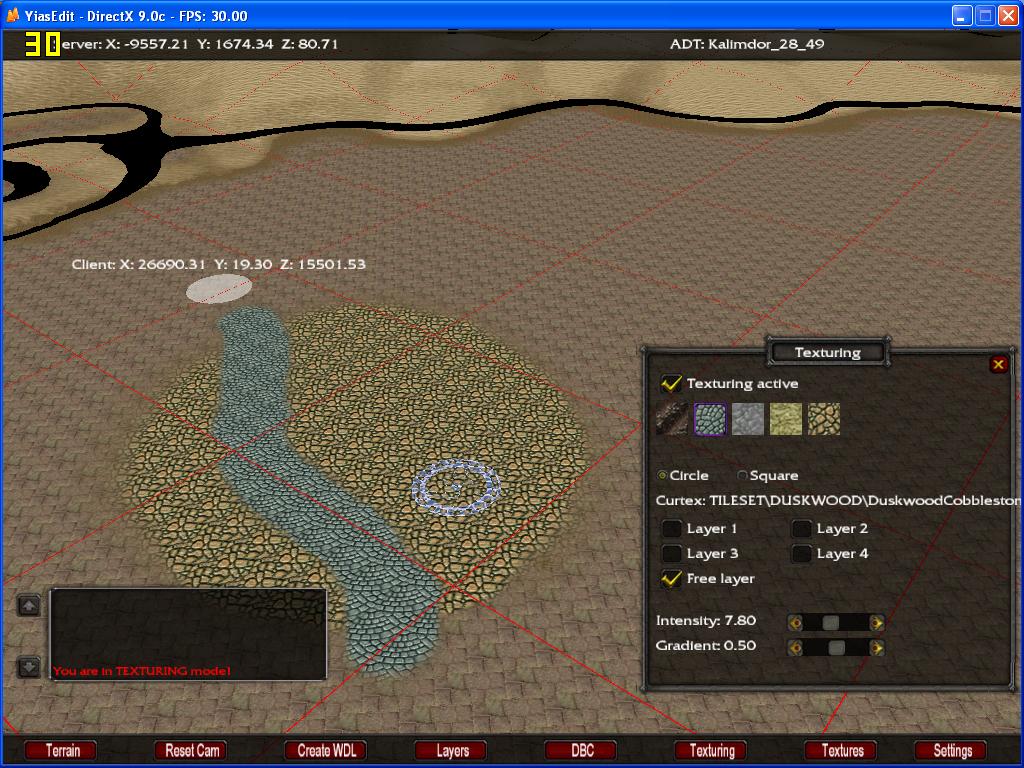 YiasEdit - DirectX 9.0c - FPS: 30.00
30
erver: X: -9557.21 Y: 1674.34 Z: 80.71
ADT: Kalimdor_28_49
Client: X: 26690.31 Y: 19.30 Z: 15501.53
Texturing
Texturing active
Circle Square
Curtex: TILESET\DUSKWOOD\DuskwoodCobbleston
Layer 1 Layer 2
Layer 3 Layer 4
Free layer
Intensity: 7.80
Gradient: 0.50
You are in TEXTURING mode!
Terrain Reset Cam Create WDL Layers DBC Texturing Textures Settings